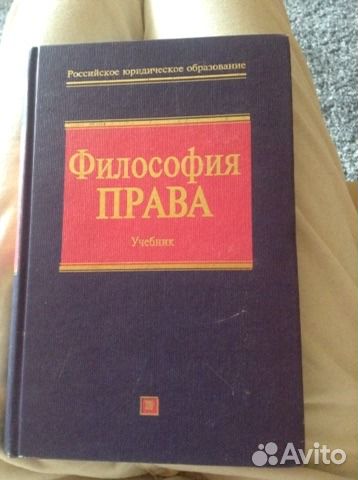 Российское юридическое образование
Философия
ПРАВА
Учебник
Avito